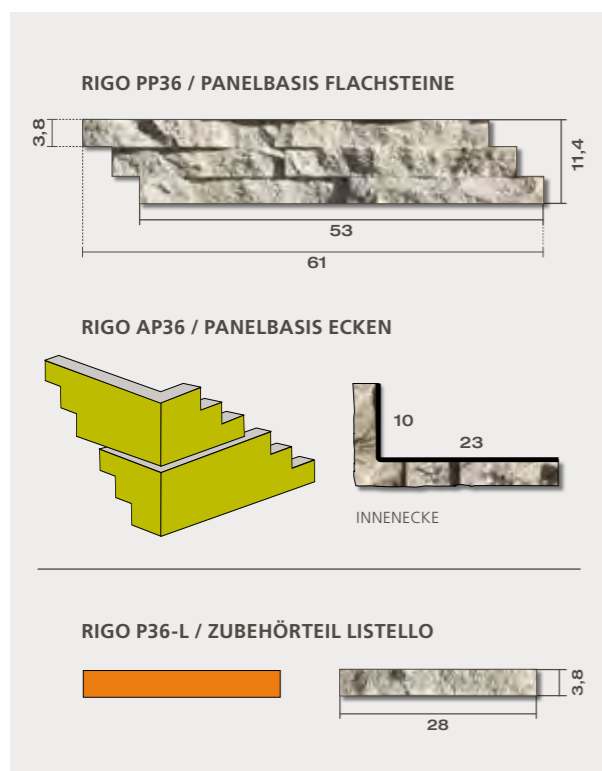 RIGO PP36 / PANELBASIS FLACHSTEINE
3,8
11,4
53
61
RIGO AP36 / PANELBASIS ECKEN
10
23
INNENECKE
RIGO P36-L / ZUBEHÖRTEIL LISTELLO
3,8
28